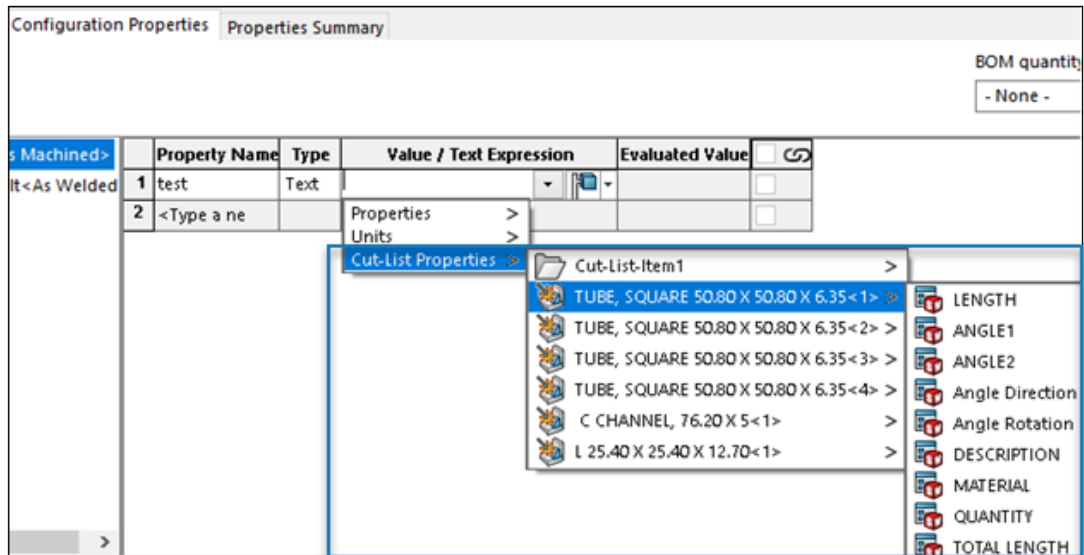 Configuration Properties Properties Summary
BOM quantity
- None -
s Machined> Property Name Type Value / Text Expression Evaluated Value
lt<As Welded 1 test Text
2 <Type a ne
Properties >
Units >
Cut-List Properties >
Cut-List-Item1 >
TUBE, SQUARE 50.80 X 50.80 X 6.35<1> > LENGTH
TUBE, SQUARE 50.80 X 50.80 X 6.35<2> > ANGLE1
TUBE, SQUARE 50.80 X 50.80 X 6.35<3> > ANGLE2
TUBE, SQUARE 50.80 X 50.80 X 6.35<4> > Angle Direction
C CHANNEL, 76.20 X 5<1> > Angle Rotation
L 25.40 X 25.40 X 12.70<1> > DESCRIPTION
MATERIAL
QUANTITY
TOTAL LENGTH